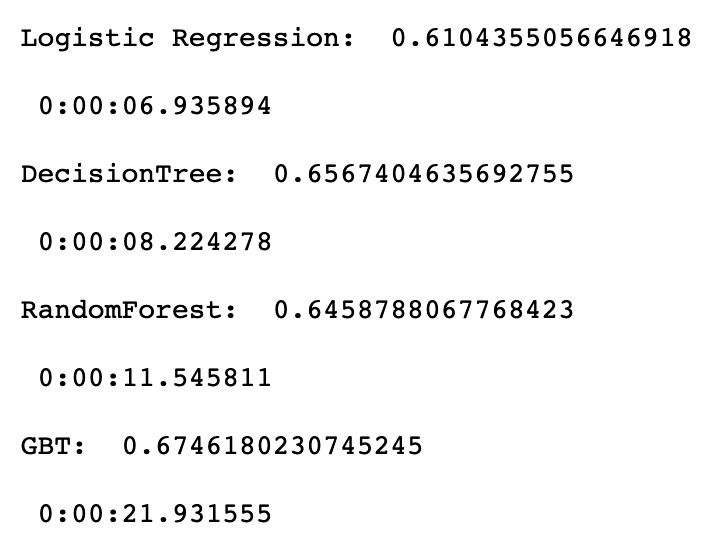 Logistic Regression:  0.6104355056646918
0:00:06.935894
DecisionTree:  0.6567404635692755
0:00:08.224278
RandomForest:  0.6458788067768423
0:00:11.545811
GBT:  0.6746180230745245
0:00:21.931555